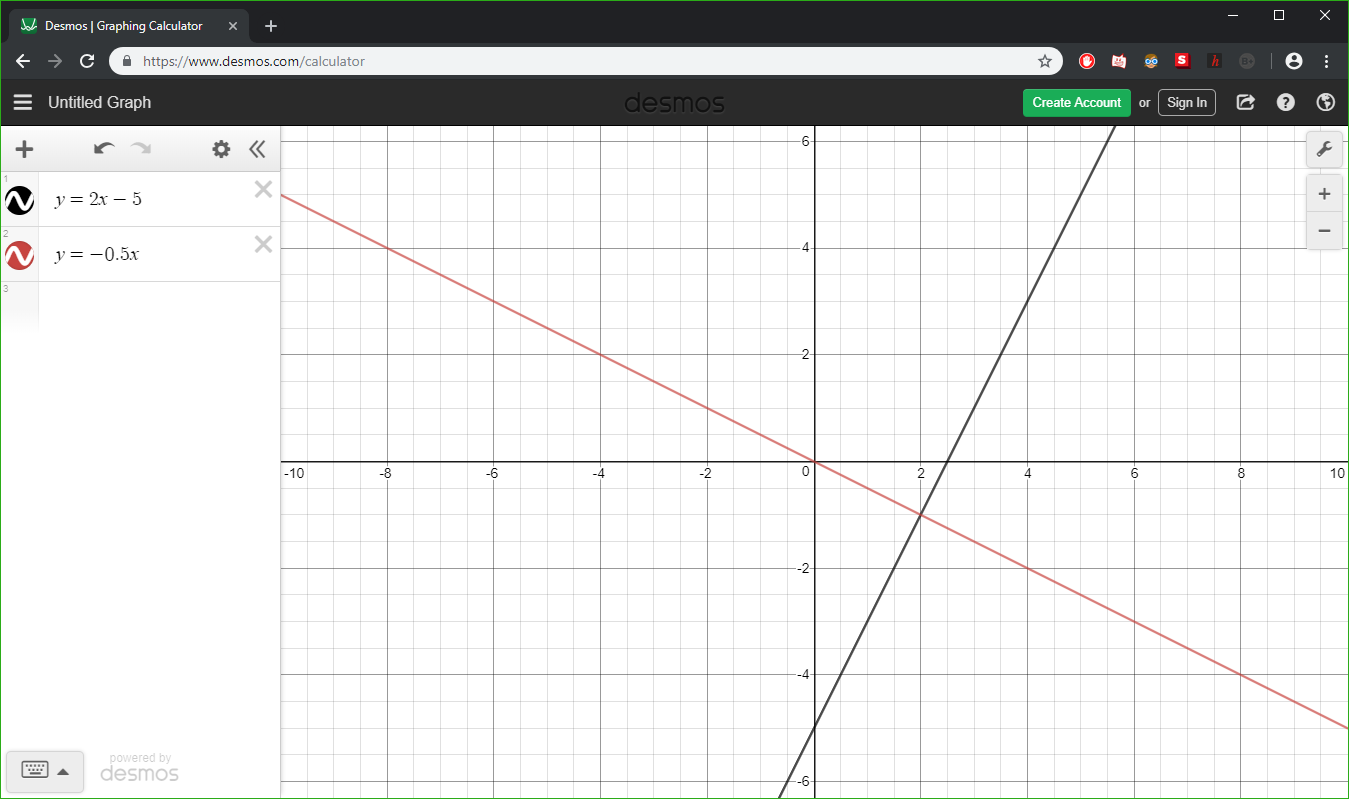 Desmos | Graphing Calculator
https://www.desmos.com/calculator
S
h
Untitled Graph
desmos
Create Account or Sign In
1
y = 2x − 5
2
y = −0.5x
3
6
4
2
-10 -8 -6 -4 -2 0 2 4 6 8 10
-2
-4
-6
powered by
desmos